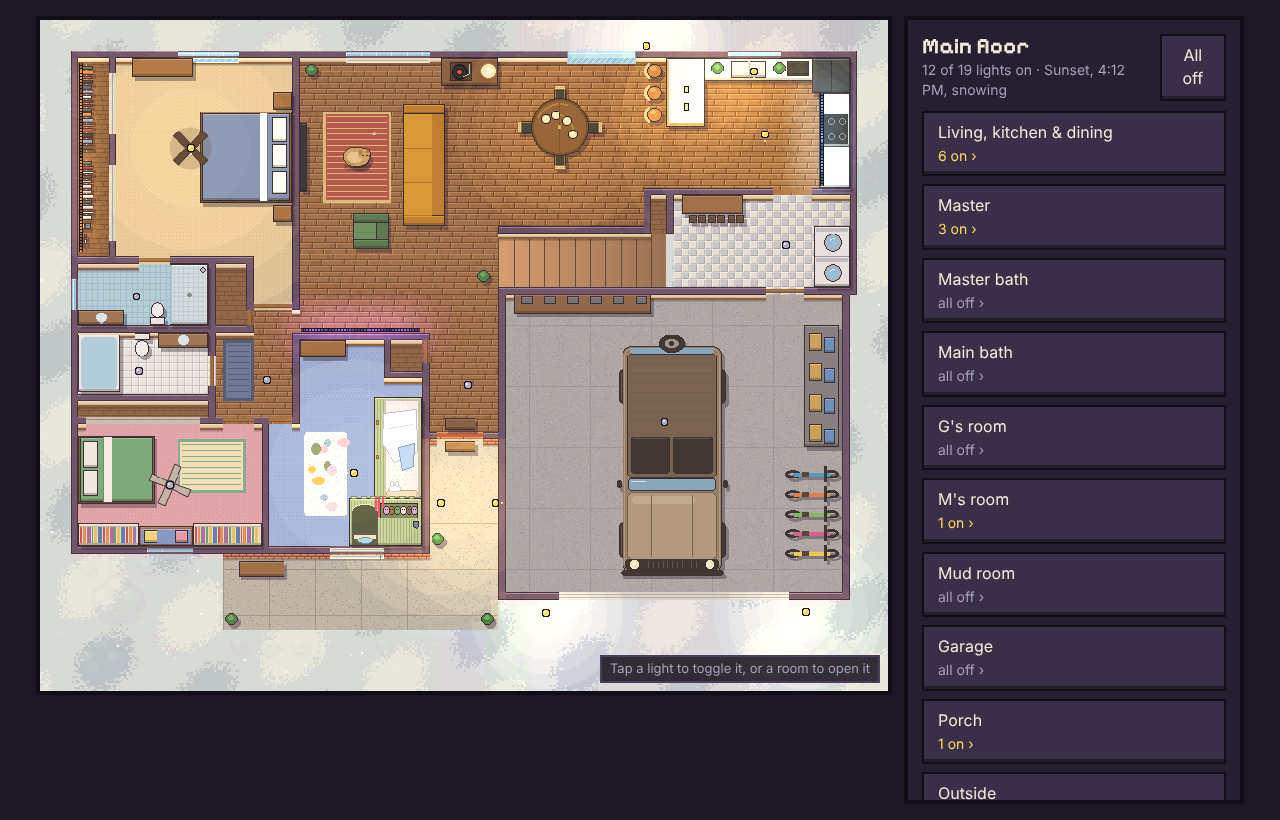 Main floor
12 of 19 lights on · Sunset, 4:12
PM, snowing
All
off
Living, kitchen & dining
6 on ›
Master
3 on ›
Master bath
all off ›
Main bath
all off ›
G's room
all off ›
M's room
1 on ›
Mud room
all off ›
Garage
all off ›
Porch
1 on ›
Outside
Tap a light to toggle it, or a room to open it